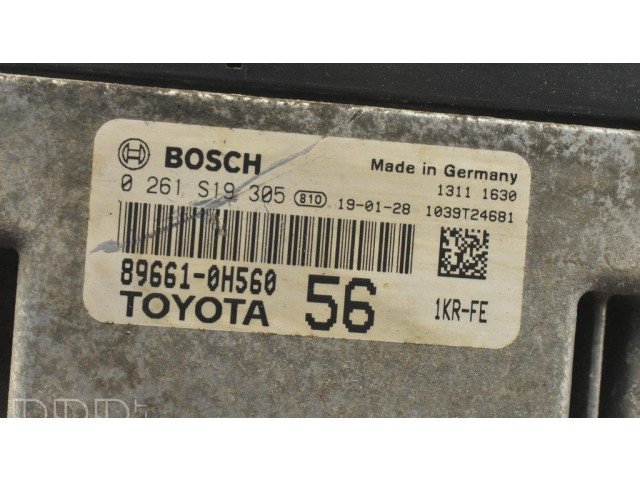 BOSCH Made in Germany
0 261 S19 305 810 19-01-28 1311 1630
1039T24681
89661-0H560
TOYOTA 56 1KR-FE